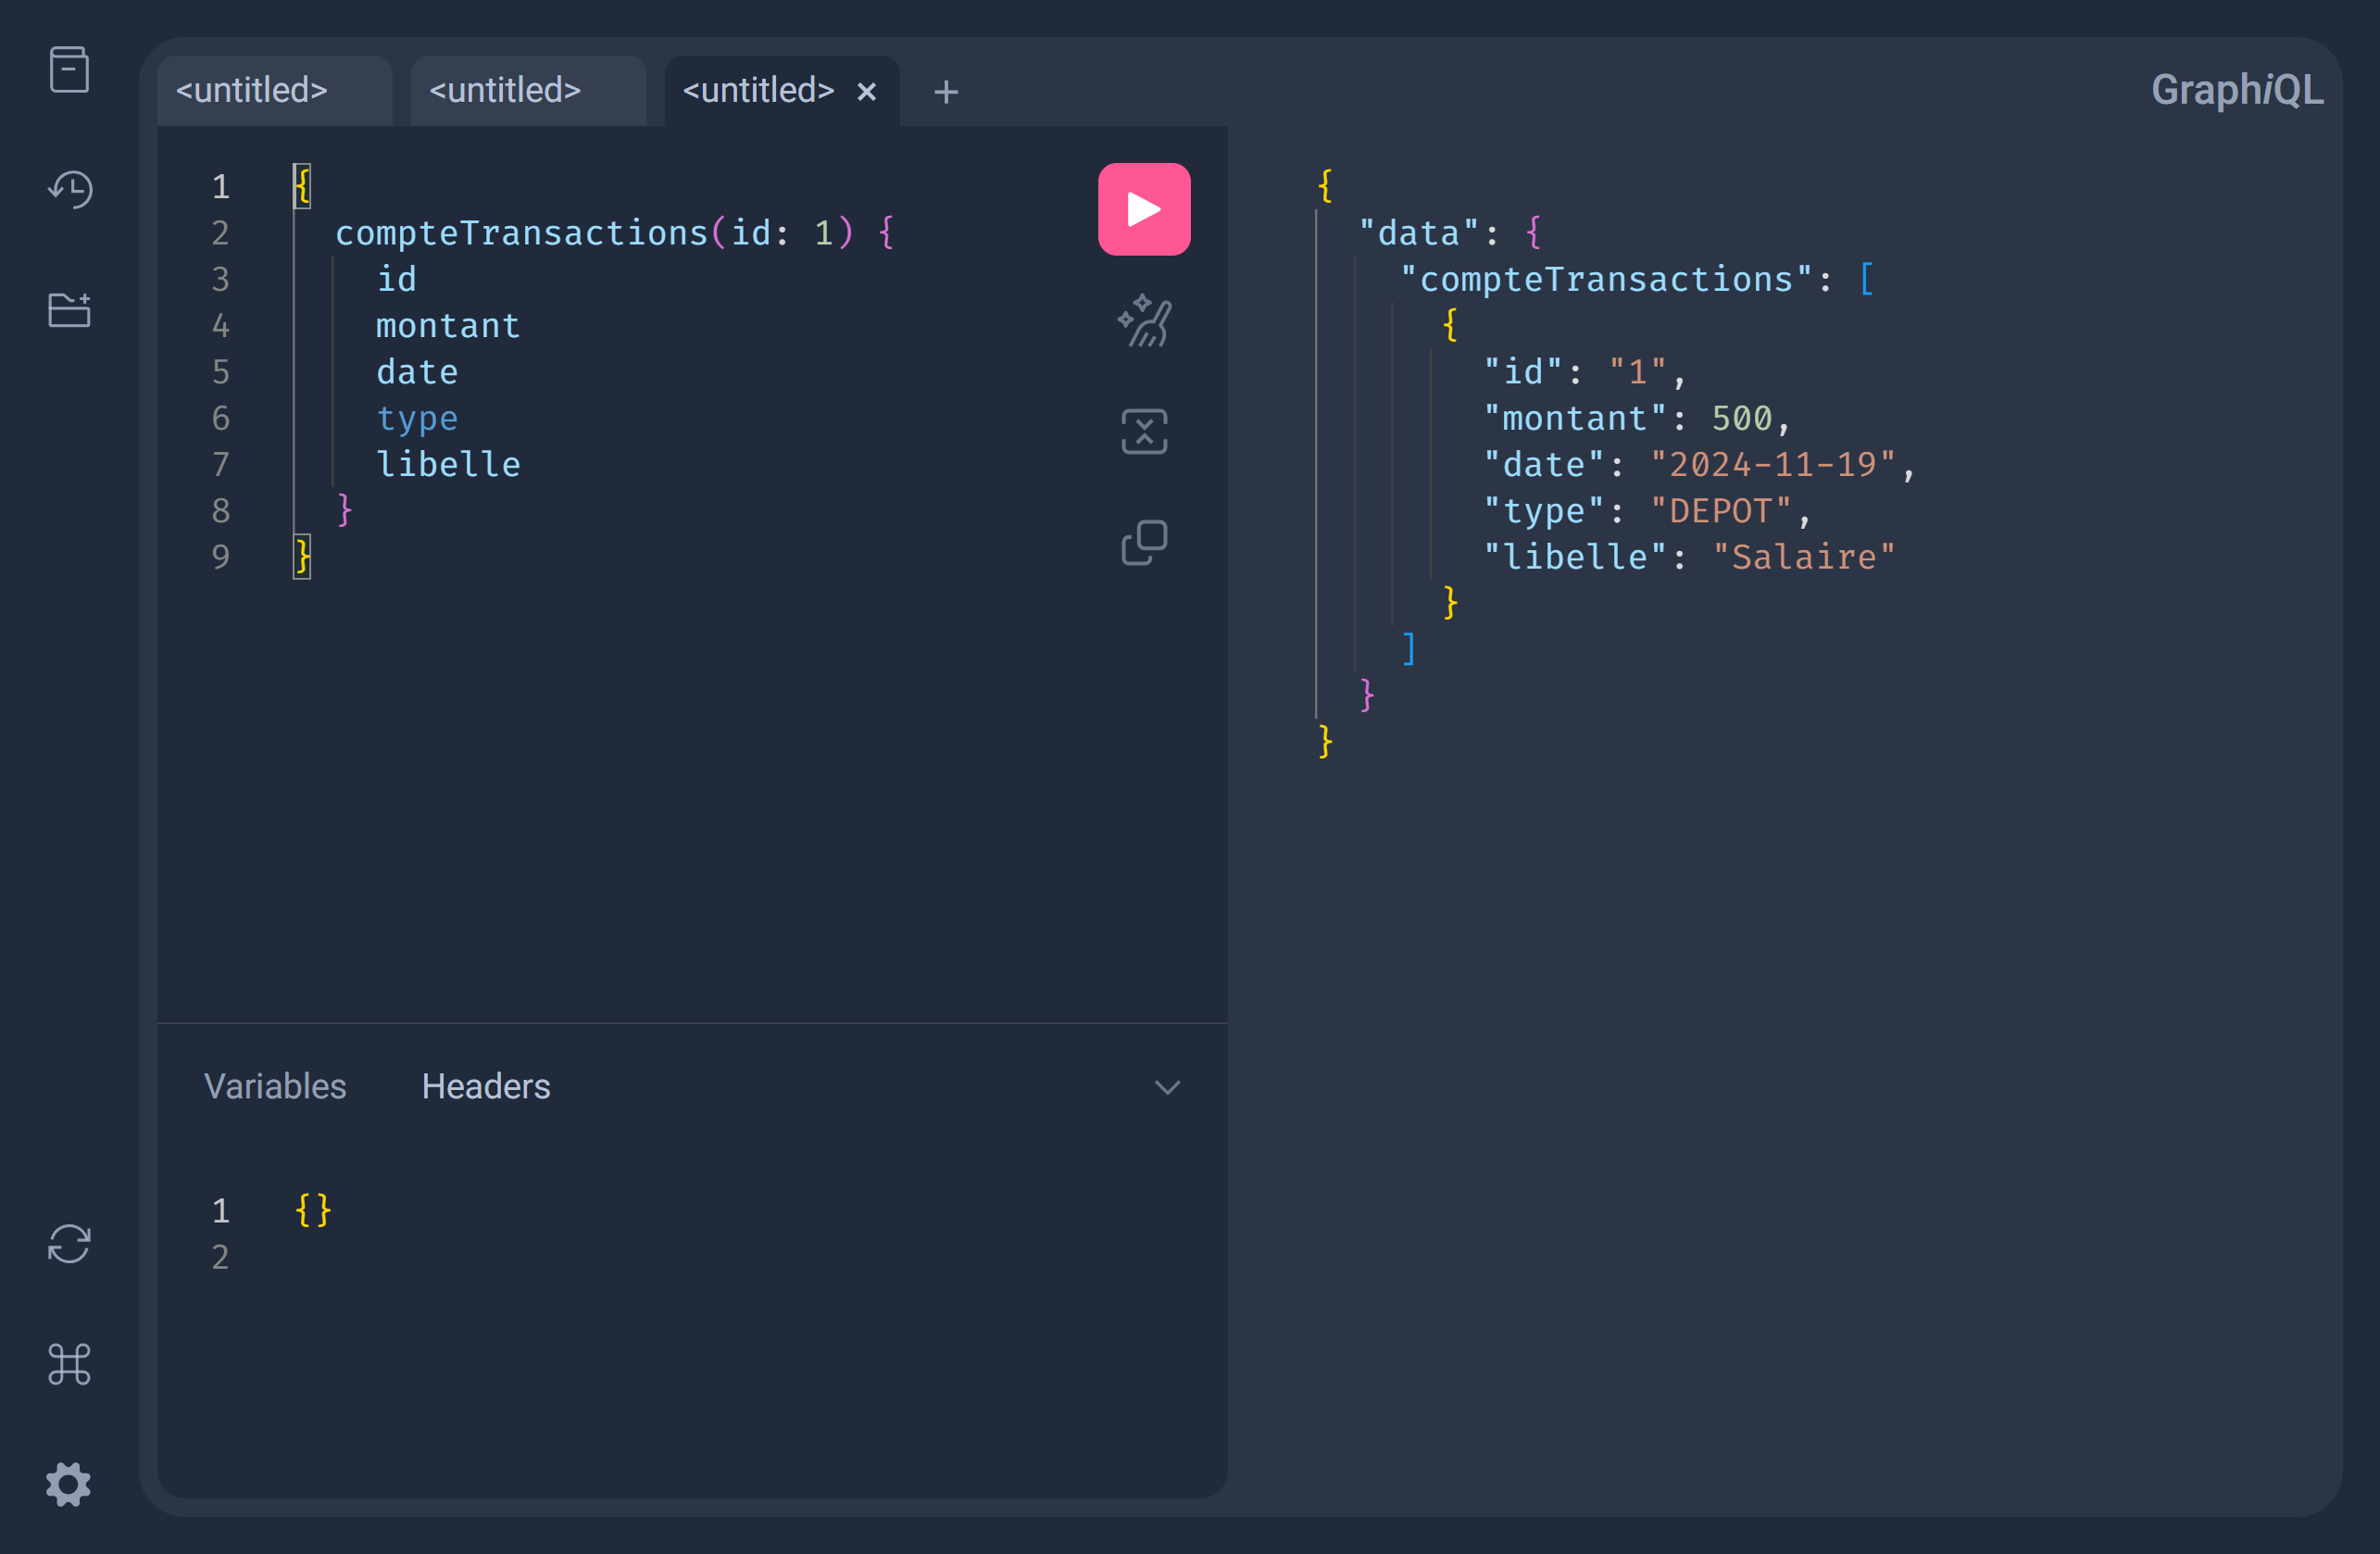 <untitled>
<untitled>
<untitled>
GraphiQL
1 {
2   compteTransactions(id: 1) {
3     id
4     montant
5     date
6     type
7     libelle
8   }
9 }
{
  "data": {
    "compteTransactions": [
      {
        "id": "1",
        "montant": 500,
        "date": "2024-11-19",
        "type": "DEPOT",
        "libelle": "Salaire"
      }
    ]
  }
}
Variables Headers
1 {}
2